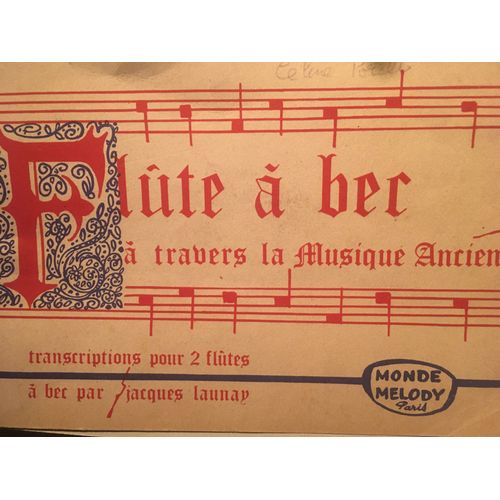 Flûte à bec
à travers la Musique Ancien
transcriptions pour 2 flûtes
à bec par jacques launay
MONDE
MELODY
Paris